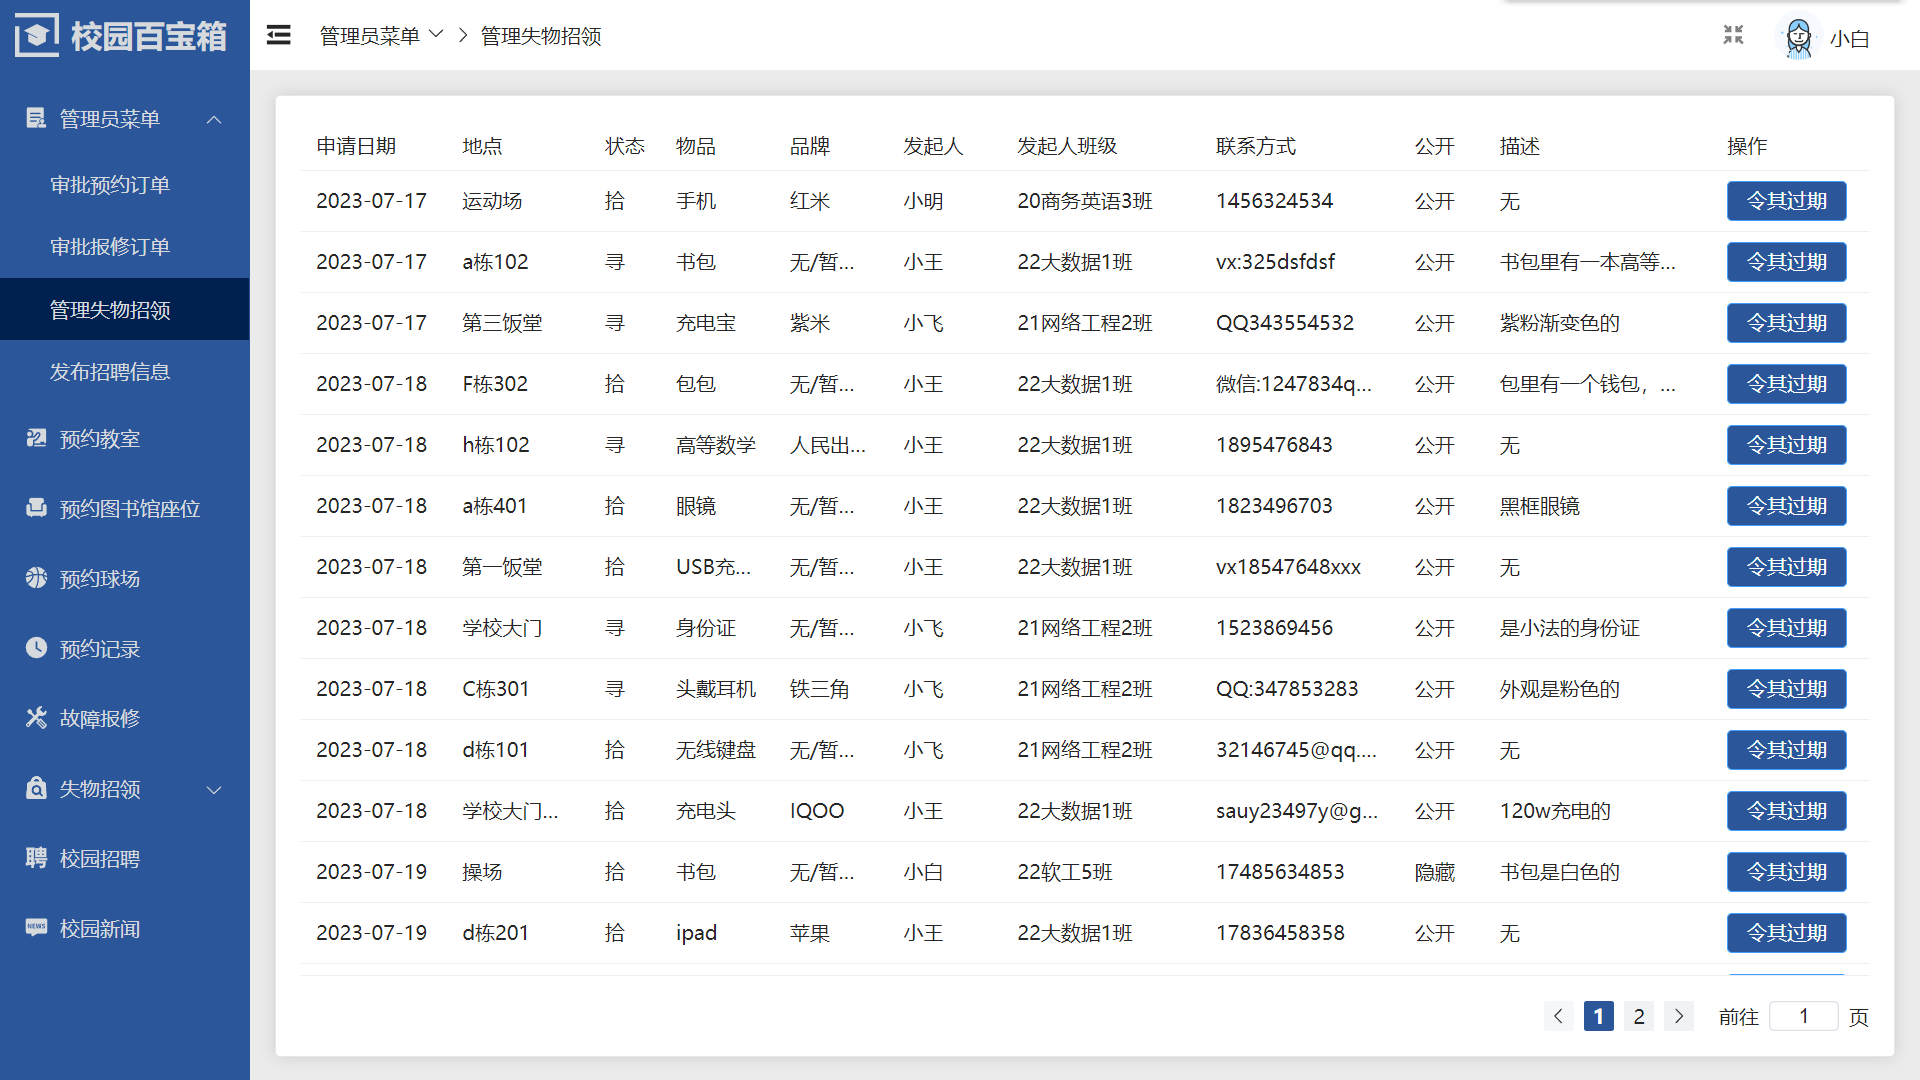 校园百宝箱
管理员菜单
审批预约订单
审批报修订单
管理失物招领
发布招聘信息
预约教室
预约图书馆座位
预约球场
预约记录
故障报修
失物招领
聘 校园招聘
NEWS 校园新闻
管理员菜单 管理失物招领
小白
申请日期 地点 状态 物品 品牌 发起人 发起人班级 联系方式 公开 描述 操作
2023-07-17 运动场 拾 手机 红米 小明 20商务英语3班 1456324534 公开 无 令其过期
2023-07-17 a栋102 寻 书包 无/暂... 小王 22大数据1班 vx:325dsfdsf 公开 书包里有一本高等... 令其过期
2023-07-17 第三饭堂 寻 充电宝 紫米 小飞 21网络工程2班 QQ343554532 公开 紫粉渐变色的 令其过期
2023-07-18 F栋302 拾 包包 无/暂... 小王 22大数据1班 微信:1247834q... 公开 包里有一个钱包，... 令其过期
2023-07-18 h栋102 寻 高等数学 人民出... 小王 22大数据1班 1895476843 公开 无 令其过期
2023-07-18 a栋401 拾 眼镜 无/暂... 小王 22大数据1班 1823496703 公开 黑框眼镜 令其过期
2023-07-18 第一饭堂 拾 USB充... 无/暂... 小王 22大数据1班 vx18547648xxx 公开 无 令其过期
2023-07-18 学校大门 寻 身份证 无/暂... 小飞 21网络工程2班 1523869456 公开 是小法的身份证 令其过期
2023-07-18 C栋301 寻 头戴耳机 铁三角 小飞 21网络工程2班 QQ:347853283 公开 外观是粉色的 令其过期
2023-07-18 d栋101 拾 无线键盘 无/暂... 小飞 21网络工程2班 32146745@qq.... 公开 无 令其过期
2023-07-18 学校大门... 拾 充电头 IQOO 小王 22大数据1班 sauy23497y@g... 公开 120w充电的 令其过期
2023-07-19 操场 拾 书包 无/暂... 小白 22软工5班 17485634853 隐藏 书包是白色的 令其过期
2023-07-19 d栋201 拾 ipad 苹果 小王 22大数据1班 17836458358 公开 无 令其过期
1 2 前往 1 页